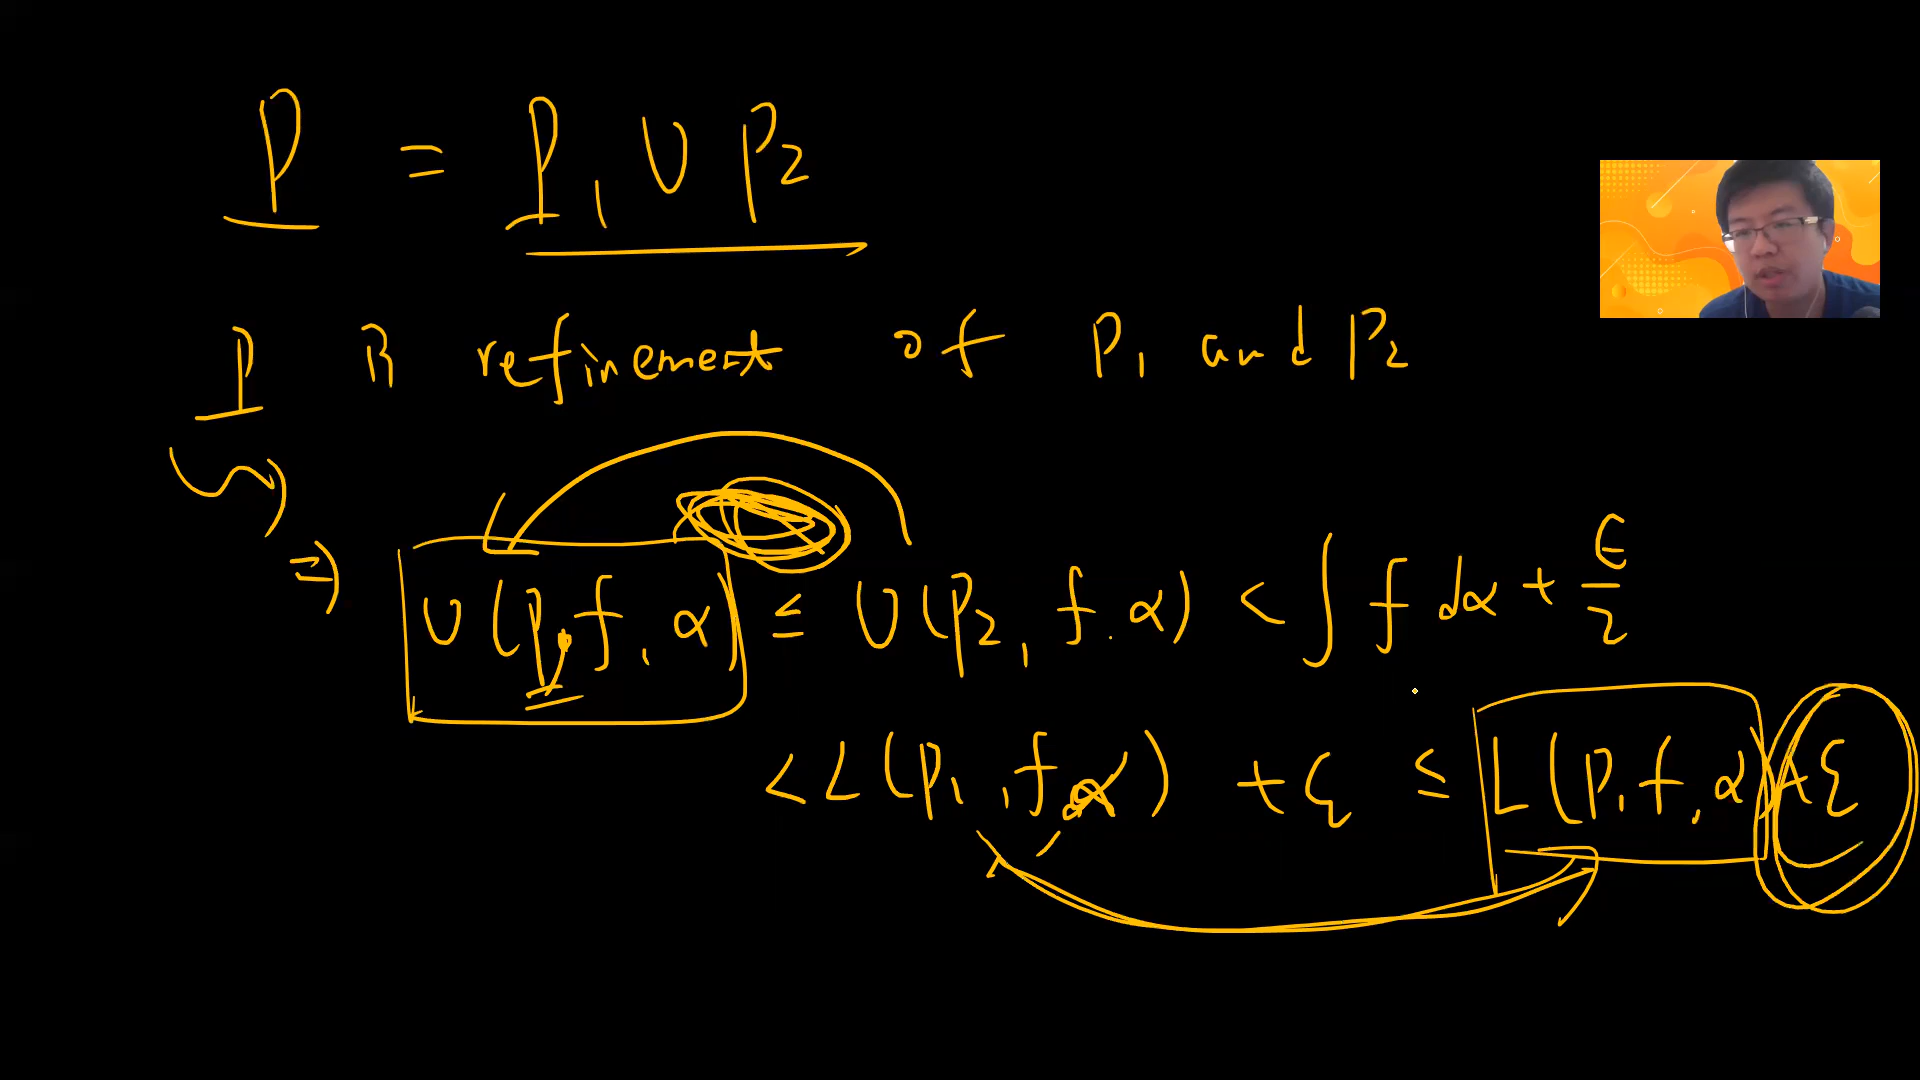 P = P₁ ∪ P₂
P is refinement of P₁ and P₂
⇒ U(P, f, α) ≤ U(P₂, f, α) < ∫ f dα + ε/2
< L(P₁, f, α) + ε ≤ L(P, f, α) + ε